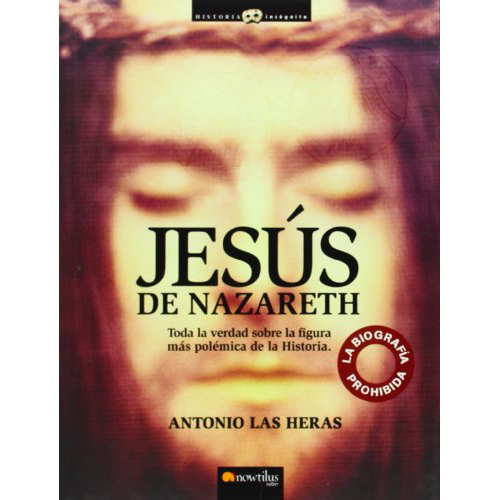 HISTORIA incógnita
JESÚS
DE NAZARETH
Toda la verdad sobre la figura
más polémica de la Historia.
LA BIOGRAFÍA
PROHIBIDA
ANTONIO LAS HERAS
nowtilus
saber